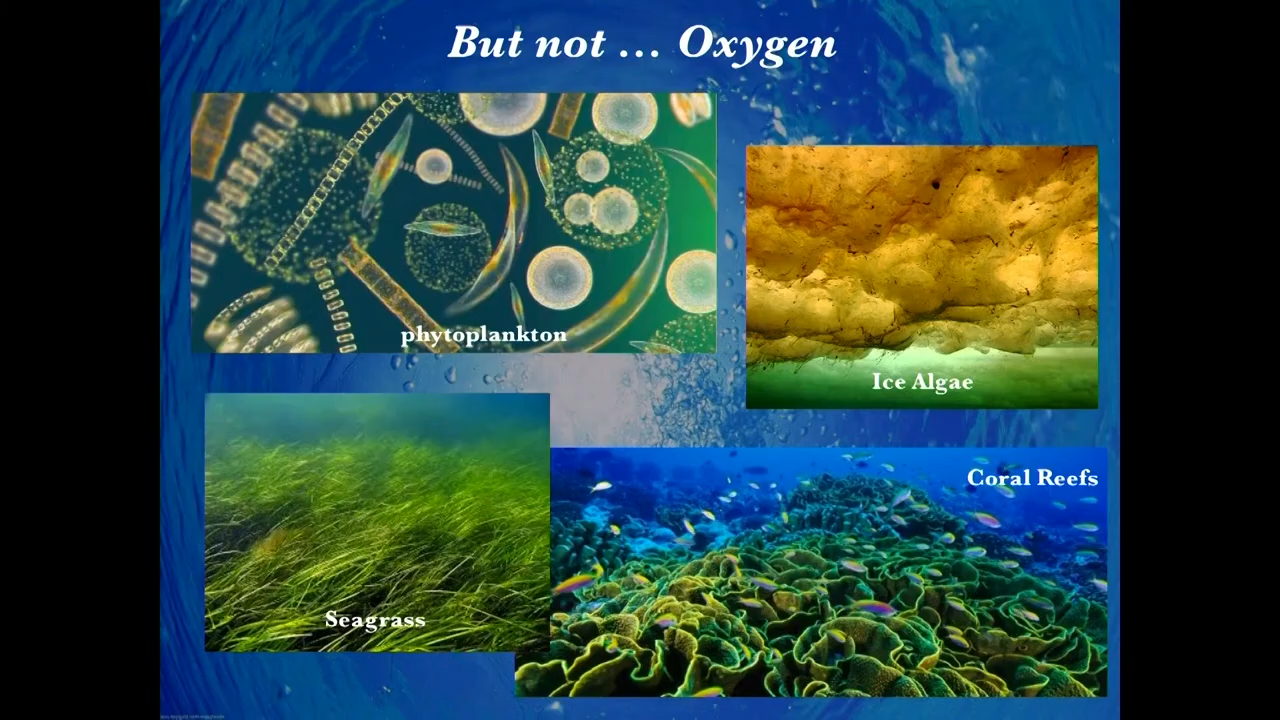 But not ... Oxygen
phytoplankton
Ice Algae
Coral Reefs
Seagrass